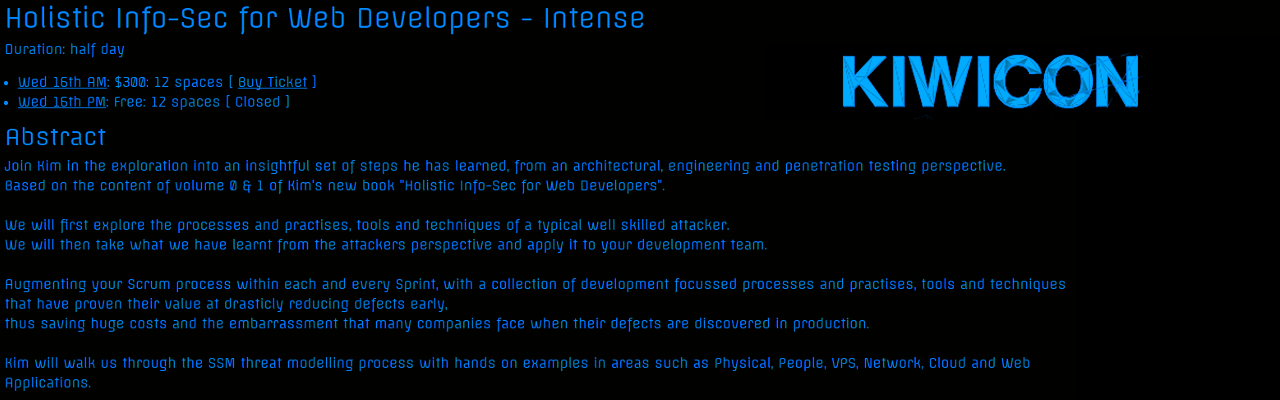 Holistic Info-Sec for Web Developers - Intense
Duration: half day
KIWICON
• Wed 16th AM: $300: 12 spaces [ Buy Ticket ]
• Wed 16th PM: Free: 12 spaces [ Closed ]
Abstract
Join Kim in the exploration into an insightful set of steps he has learned, from an architectural, engineering and penetration testing perspective.
Based on the content of volume 0 & 1 of Kim's new book "Holistic Info-Sec for Web Developers".
We will first explore the processes and practises, tools and techniques of a typical well skilled attacker.
We will then take what we have learnt from the attackers perspective and apply it to your development team.
Augmenting your Scrum process within each and every Sprint, with a collection of development focussed processes and practises, tools and techniques
that have proven their value at drasticly reducing defects early,
thus saving huge costs and the embarrassment that many companies face when their defects are discovered in production.
Kim will walk us through the SSM threat modelling process with hands on examples in areas such as Physical, People, VPS, Network, Cloud and Web
Applications.